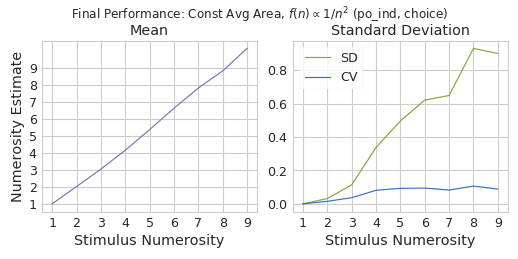 Final Performance: Const Avg Area, f(n) ∝ 1/n² (po_ind, choice)
Mean
Numerosity Estimate
9
8
7
6
5
4
3
2
1
1 2 3 4 5 6 7 8 9
Stimulus Numerosity
Standard Deviation
SD
CV
0.8
0.6
0.4
0.2
0.0
1 2 3 4 5 6 7 8 9
Stimulus Numerosity